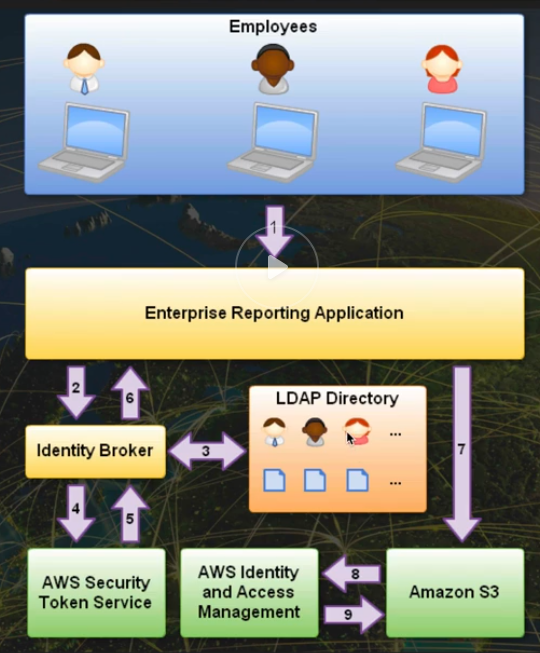 Employees
1
Enterprise Reporting Application
2
6
LDAP Directory
7
...
Identity Broker
3
...
4
5
AWS Security
Token Service
AWS Identity
and Access
Management
8
9
Amazon S3